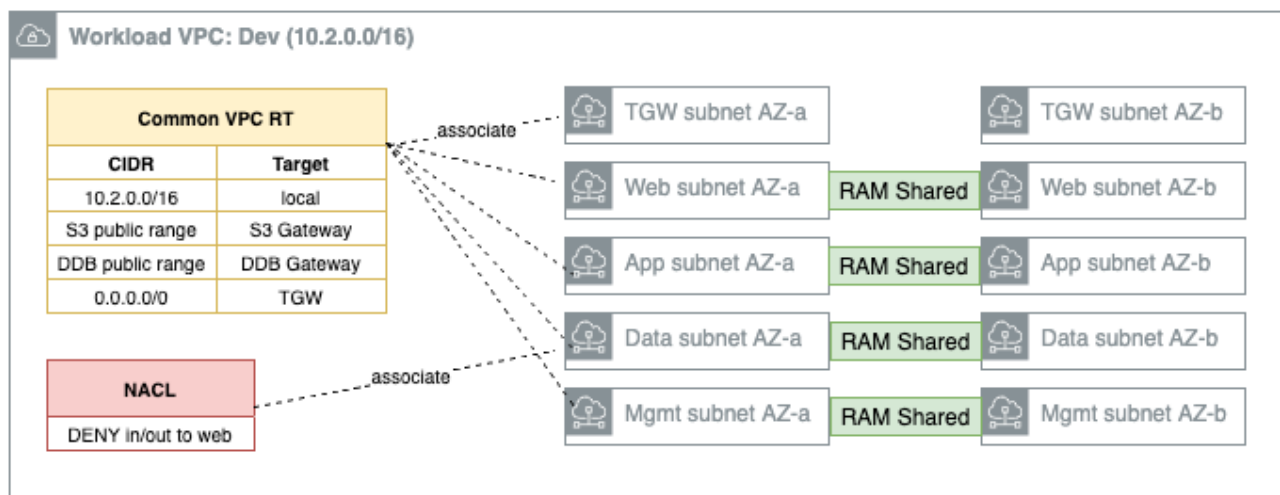 Workload VPC: Dev (10.2.0.0/16)
Common VPC RT
CIDR Target
10.2.0.0/16 local
S3 public range S3 Gateway
DDB public range DDB Gateway
0.0.0.0/0 TGW
NACL
DENY in/out to web
associate
associate
TGW subnet AZ-a TGW subnet AZ-b
Web subnet AZ-a RAM Shared Web subnet AZ-b
App subnet AZ-a RAM Shared App subnet AZ-b
Data subnet AZ-a RAM Shared Data subnet AZ-b
Mgmt subnet AZ-a RAM Shared Mgmt subnet AZ-b